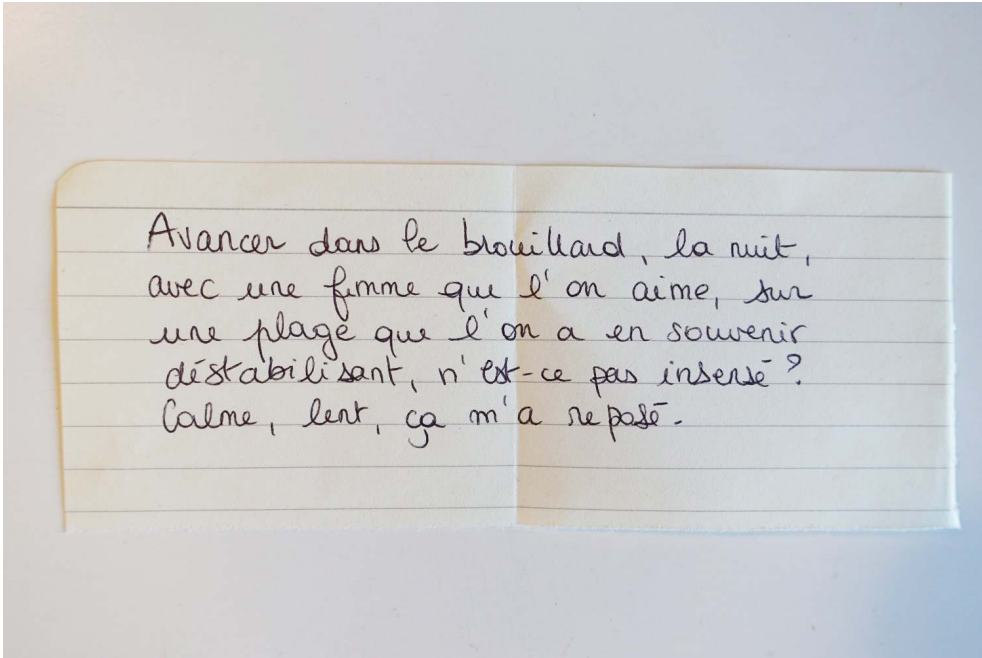 Avancer dans le brouillard, la nuit,
avec une femme que l'on aime, sur
une plage que l'on a en souvenir
déstabilisant, n'est-ce pas insensé ?
Calme, lent, ça m'a reposé.